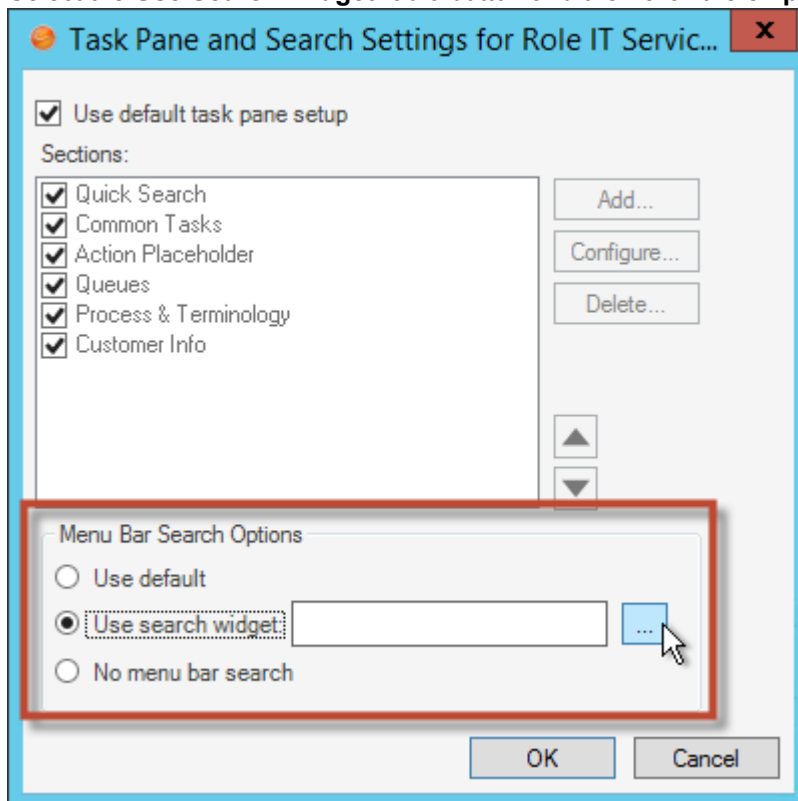 Task Pane and Search Settings for Role IT Servic...
x
Use default task pane setup
Sections:
Quick Search
Add...
Common Tasks
Action Placeholder
Configure...
Queues
Process & Terminology
Delete...
Customer Info
Menu Bar Search Options
Use default
Use search widget:
...
No menu bar search
OK
Cancel